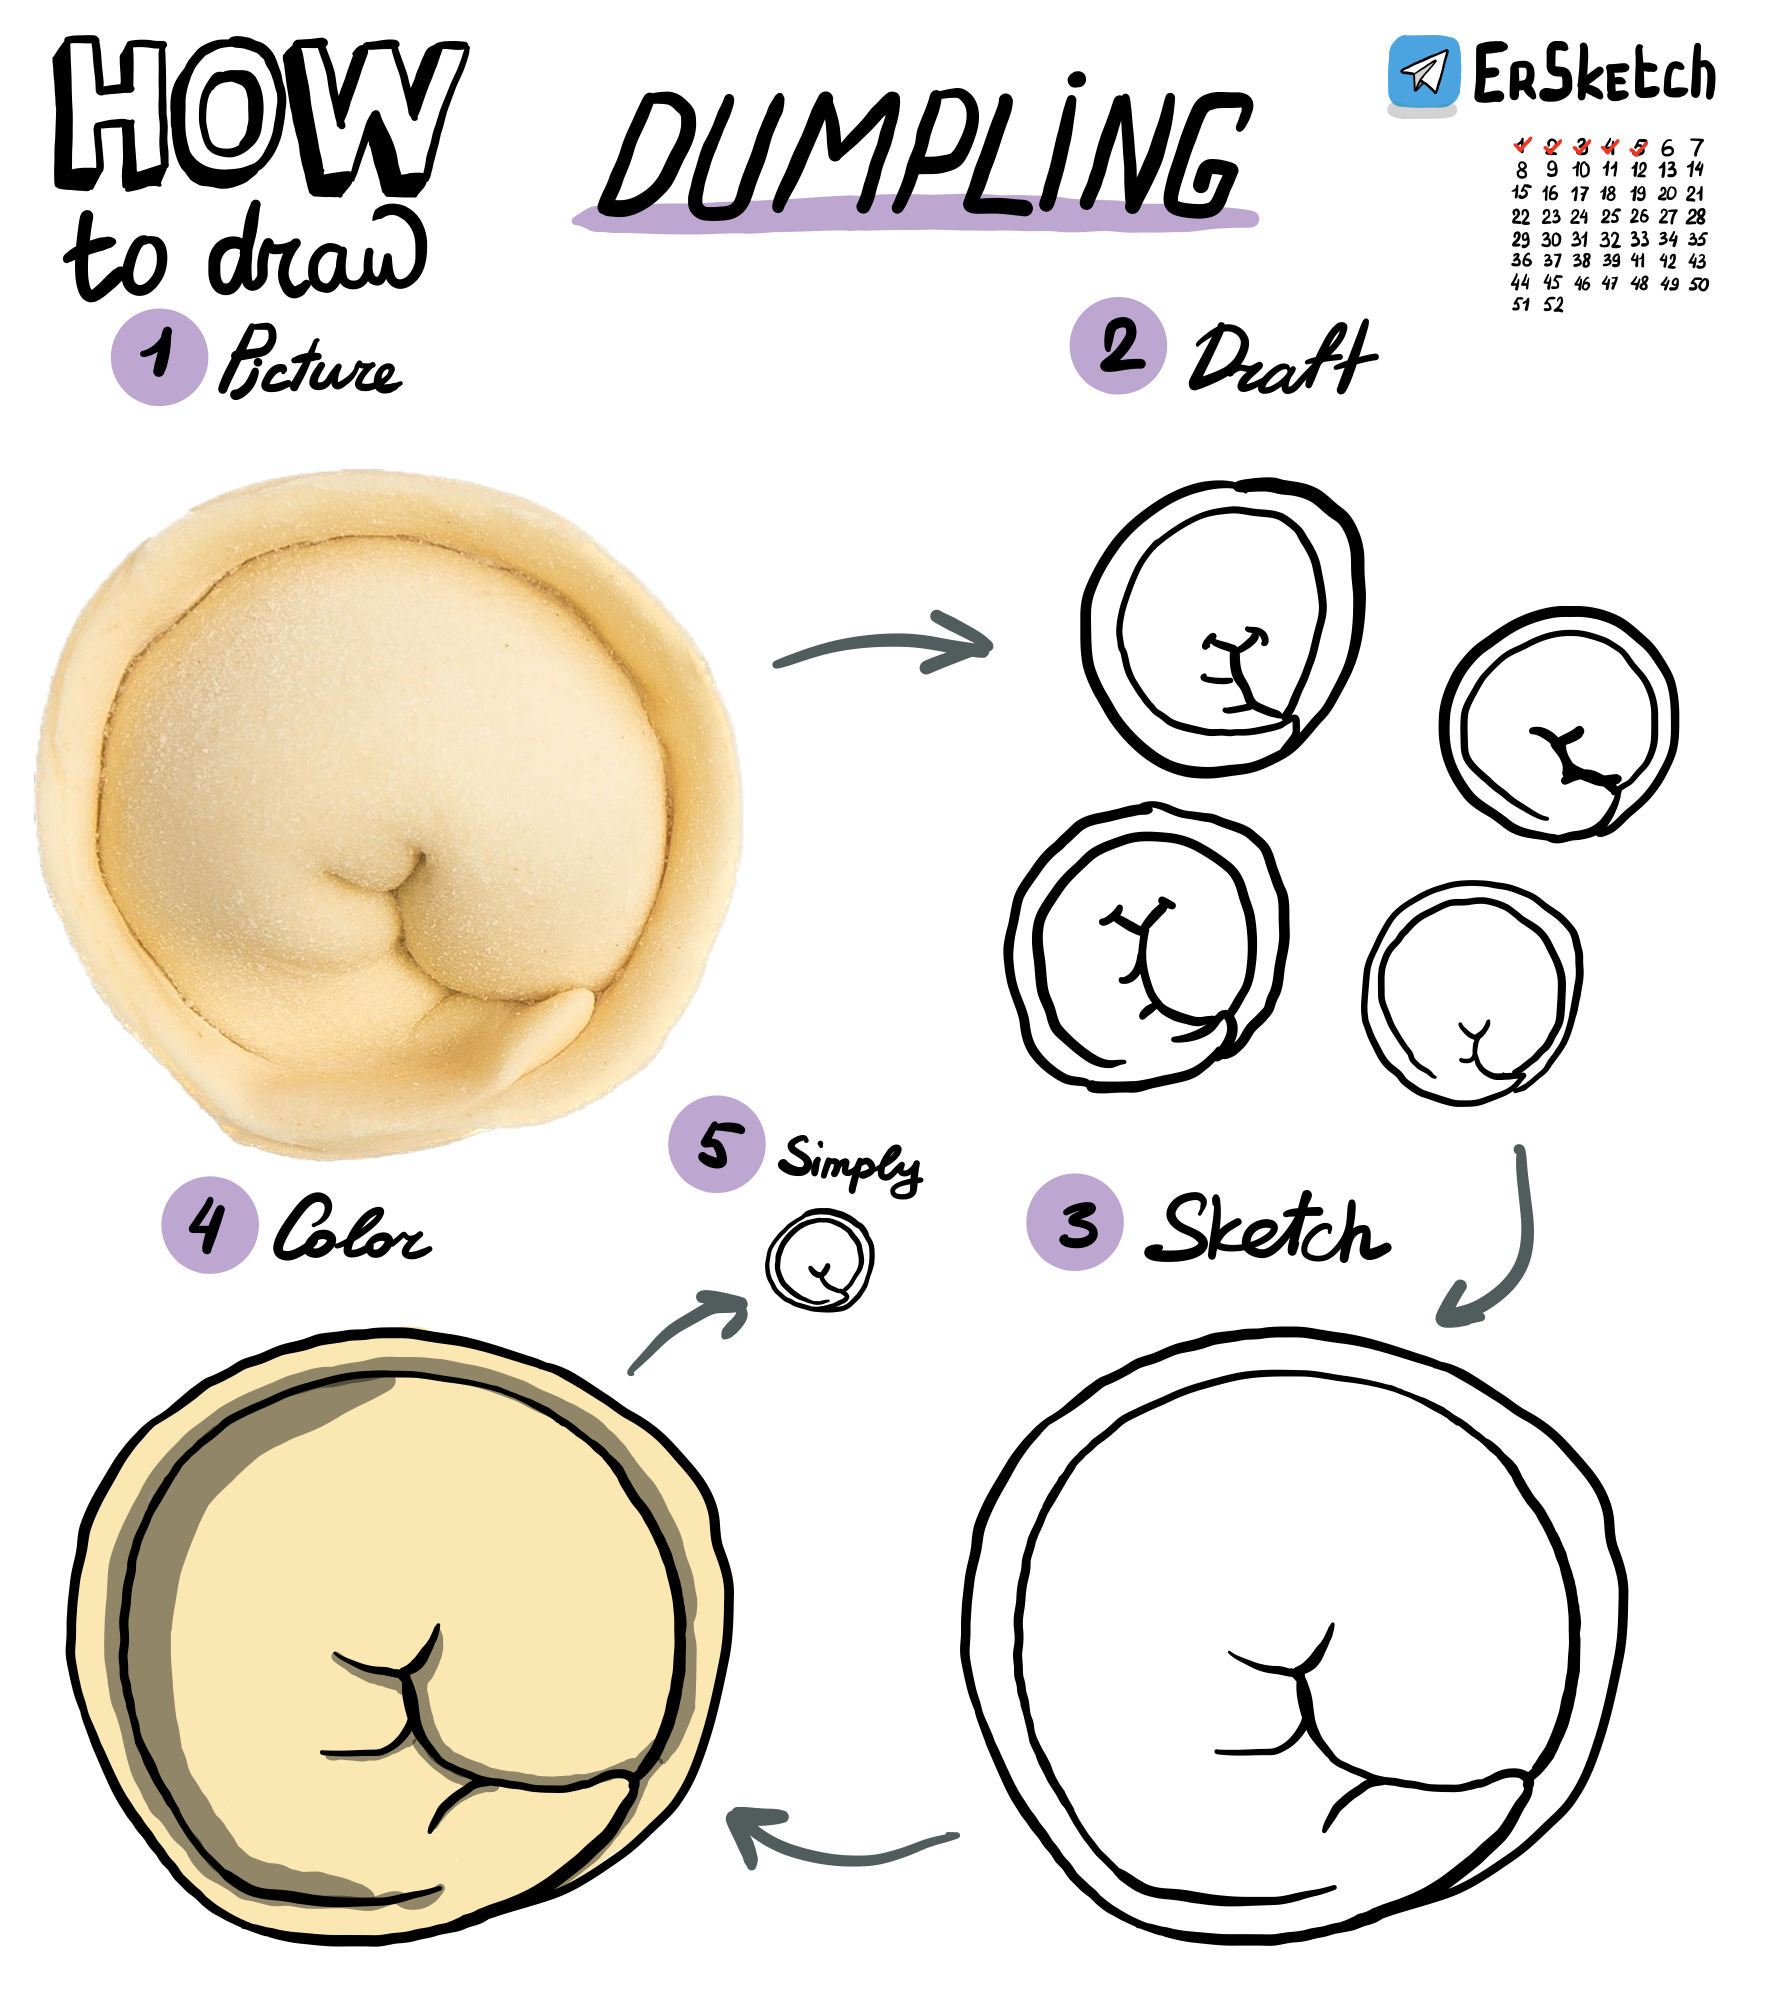 HOW
to draw
DUMPLiNG
ErSketch
1 2 3 4 5 6 7
8 9 10 11 12 13 14
15 16 17 18 19 20 21
22 23 24 25 26 27 28
29 30 31 32 33 34 35
36 37 38 39 41 42 43
44 45 46 47 48 49 50
51 52
1 Picture
2 Draft
5 Simply
4 Color
3 Sketch